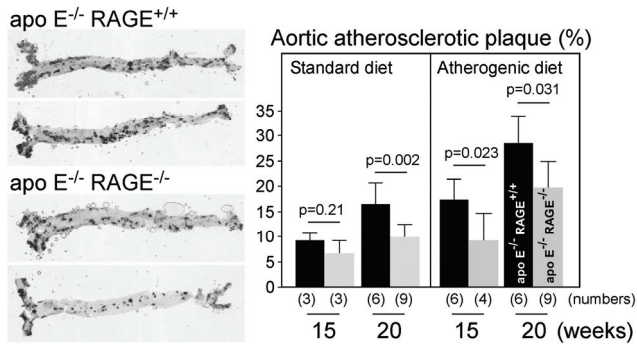 apo E-/- RAGE+/+
apo E-/- RAGE-/-
Aortic atherosclerotic plaque (%)
Standard diet
Atherogenic diet
35
30
25
20
15
10
5
0
p=0.21
p=0.002
p=0.023
p=0.031
apo E-/- RAGE+/+
apo E-/- RAGE-/-
(3) (3) (6) (9) (6) (4) (6) (9) (numbers)
15 20 15 20 (weeks)